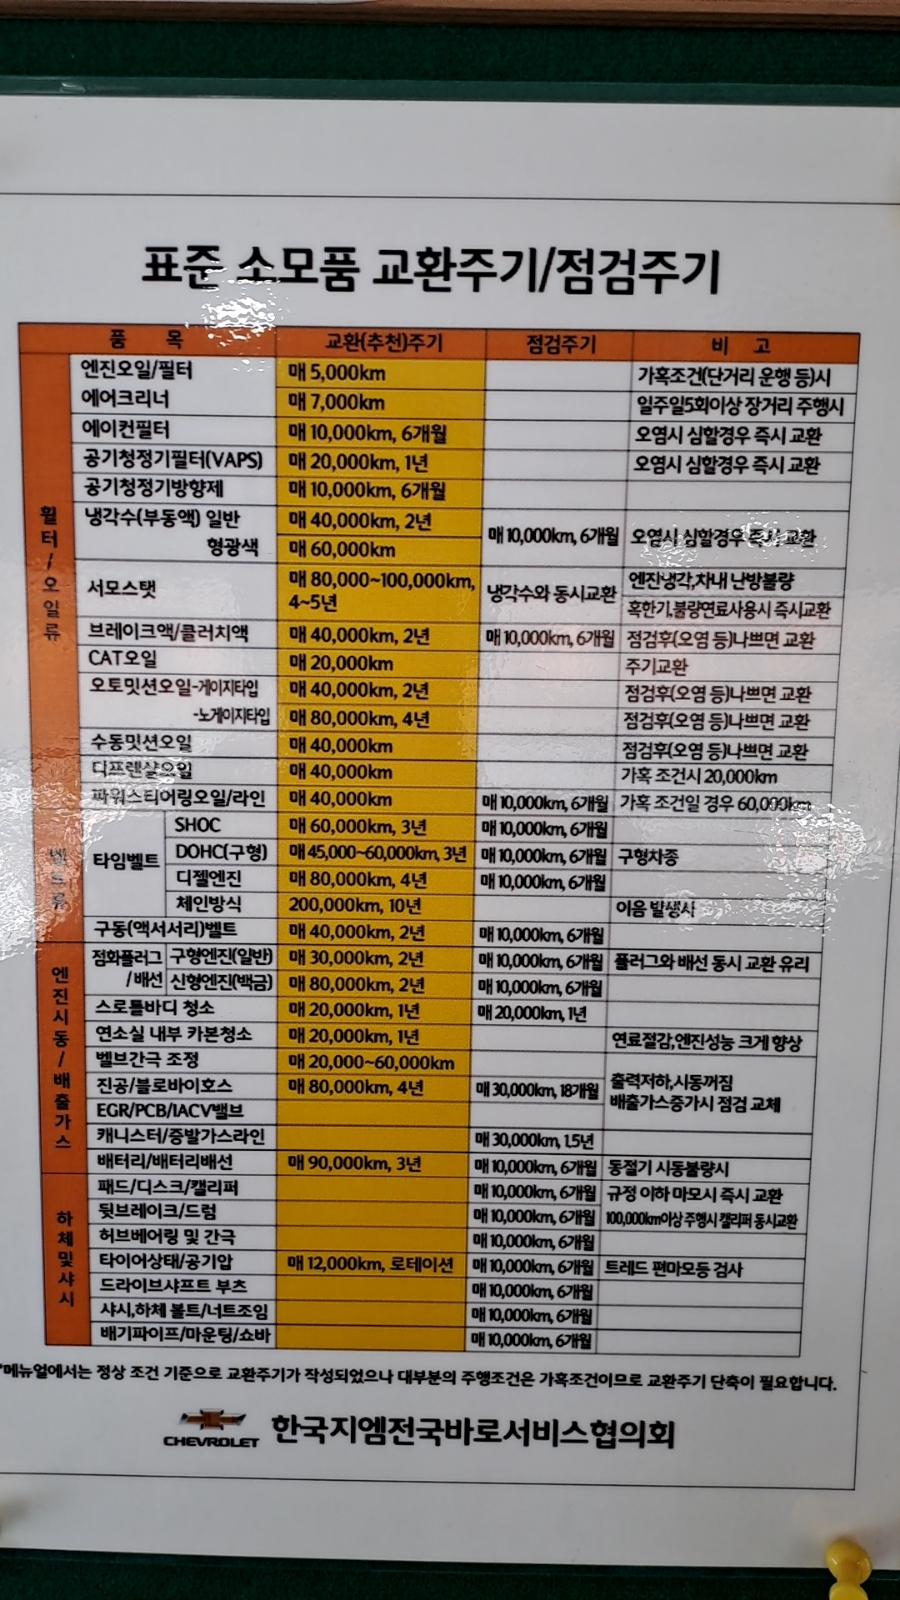 표준 소모품 교환주기/점검주기
품 목 교환(추천)주기 점검주기 비 고
휠터/오일류
엔진오일/필터 매 5,000km 가혹조건(단거리 운행 등)시
에어크리너 매 7,000km 일주일5회이상 장거리 주행시
에이컨필터 매 10,000km, 6개월 오염시 심할경우 즉시 교환
공기청정기필터(VAPS) 매 20,000km, 1년 오염시 심할경우 즉시 교환
공기청정기방향제 매 10,000km, 6개월
냉각수(부동액) 일반 매 40,000km, 2년 매 10,000km, 6개월 오염시 심할경우 즉시 교환
형광색 매 60,000km
서모스탯 매 80,000~100,000km, 4~5년 냉각수와 동시교환 엔진냉각,차내 난방불량
혹한기,불량연료사용시 즉시교환
브레이크액/클러치액 매 40,000km, 2년 매 10,000km, 6개월 점검후(오염 등)나쁘면 교환
CAT오일 매 20,000km 주기교환
오토밋션오일-게이지타입 매 40,000km, 2년 점검후(오염 등)나쁘면 교환
-노게이지타입 매 80,000km, 4년 점검후(오염 등)나쁘면 교환
수동밋션오일 매 40,000km 점검후(오염 등)나쁘면 교환
디프렌샬오일 매 40,000km 가혹 조건시 20,000km
파워스티어링오일/라인 매 40,000km 매 10,000km, 6개월 가혹 조건일 경우 60,000km
벨트류
타임벨트 SHOC 매 60,000km, 3년 매 10,000km, 6개월
DOHC(구형) 매 45,000~60,000km, 3년 매 10,000km, 6개월 구형차종
디젤엔진 매 80,000km, 4년 매 10,000km, 6개월
체인방식 200,000km, 10년 이음 발생사
구동(액서서리)벨트 매 40,000km, 2년 매 10,000km, 6개월
엔진시동/배출가스
점화플러그/배선 구형엔진(일반) 매 30,000km, 2년 매 10,000km, 6개월 플러그와 배선 동시 교환 유리
신형엔진(백금) 매 80,000km, 2년 매 10,000km, 6개월
스로틀바디 청소 매 20,000km, 1년 매 20,000km, 1년
연소실 내부 카본청소 매 20,000km, 1년 연료절감,엔진성능 크게 향상
벨브간극 조정 매 20,000~60,000km
진공/블로바이호스 매 80,000km, 4년 매 30,000km, 18개월 출력저하,시동꺼짐
배출가스증가시 점검 교체
EGR/PCB/IACV밸브
캐니스터/증발가스라인 매 30,000km, 1.5년
배터리/배터리배선 매 90,000km, 3년 매 10,000km, 6개월 동절기 시동불량시
하체및샤시
패드/디스크/캘리퍼 매 10,000km, 6개월 규정 이하 마모시 즉시 교환
뒷브레이크/드럼 매 10,000km, 6개월 100,000km이상 주행시 캘리퍼 동시교환
허브베어링 및 간극 매 10,000km, 6개월
타이어상태/공기압 매 12,000km, 로테이션 매 10,000km, 6개월 트레드 편마모등 검사
드라이브샤프트 부츠 매 10,000km, 6개월
샤시,하체 볼트/너트조임 매 10,000km, 6개월
배기파이프/마운팅/쇼바 매 10,000km, 6개월
*메뉴얼에서는 정상 조건 기준으로 교환주기가 작성되었으나 대부분의 주행조건은 가혹조건이므로 교환주기 단축이 필요합니다.
CHEVROLET 한국지엠전국바로서비스협의회